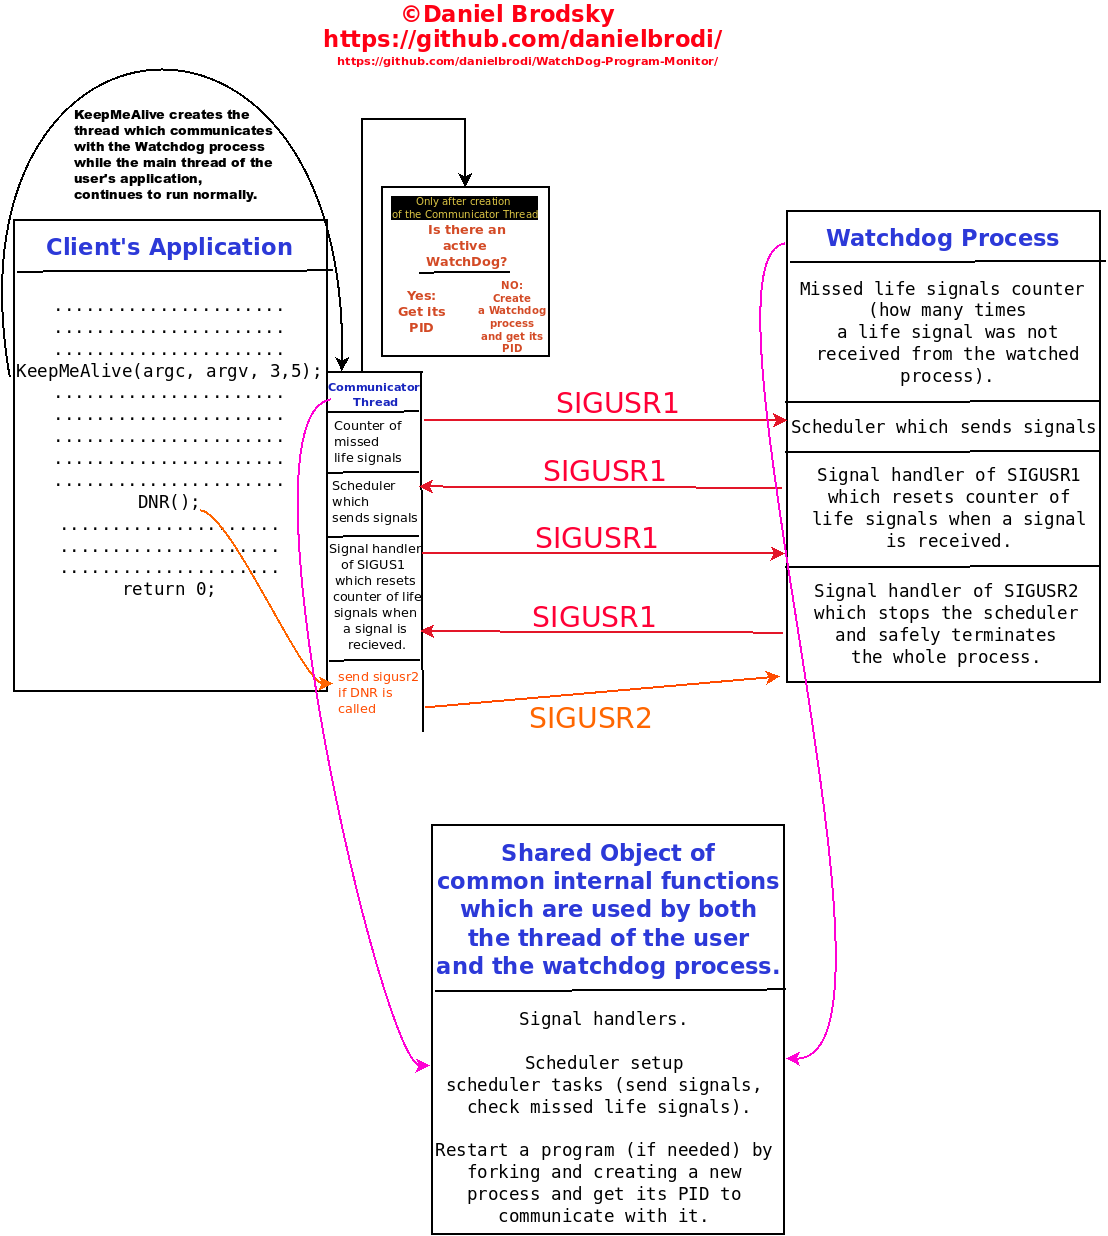 ©Daniel Brodsky
https://github.com/danielbrodi/
https://github.com/danielbrodi/WatchDog-Program-Monitor/
KeepMeAlive creates the
thread which communicates
with the Watchdog process
while the main thread of the
user's application,
continues to run normally.
Client's Application
......................
......................
......................
KeepMeAlive(argc, argv, 3,5);
......................
......................
......................
......................
......................
DNR();
.....................
.....................
.....................
return 0;
Only after creation
of the Communicator Thread
Is there an
active
WatchDog?
Yes:
Get its
PID
NO:
Create
a Watchdog
process
and get its
PID
Communicator
Thread
Counter of
missed
life signals
Scheduler
which
sends signals
Signal handler
of SIGUS1
which resets
counter of life
signals when
a signal is
recieved.
send sigusr2
if DNR is
called
SIGUSR1
SIGUSR1
SIGUSR1
SIGUSR1
SIGUSR2
Watchdog Process
Missed life signals counter
(how many times
a life signal was not
received from the watched
process).
Scheduler which sends signals
Signal handler of SIGUSR1
which resets counter of
life signals when a signal
is received.
Signal handler of SIGUSR2
which stops the scheduler
and safely terminates
the whole process.
Shared Object of
common internal functions
which are used by both
the thread of the user
and the watchdog process.
Signal handlers.
Scheduler setup
scheduler tasks (send signals,
check missed life signals).
Restart a program (if needed) by
forking and creating a new
process and get its PID to
communicate with it.